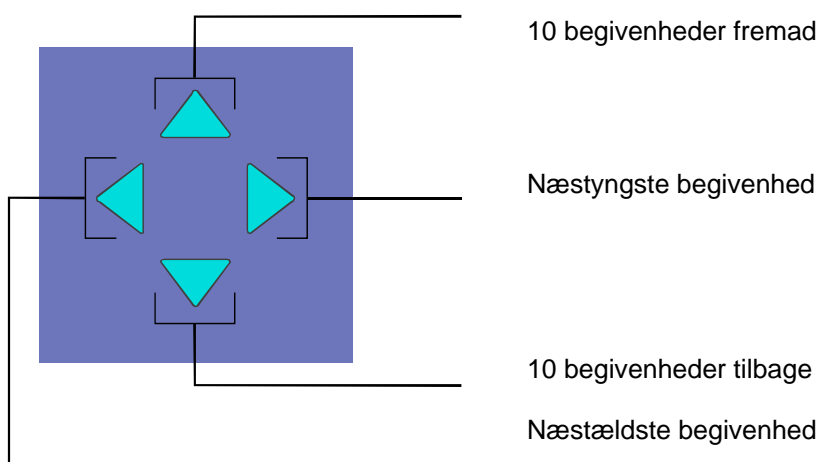 10 begivenheder fremad
Næstyngste begivenhed
10 begivenheder tilbage
Næstældste begivenhed